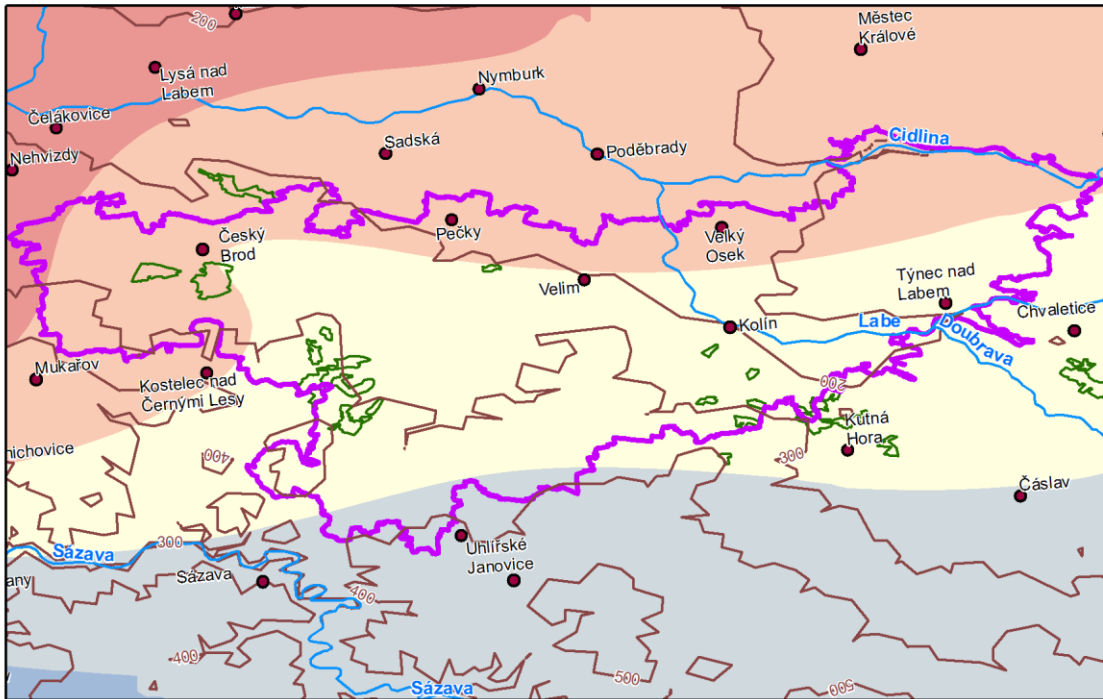 200
Městec
Králové
Lysá nad
Labem
Nymburk
Čelákovice
Cidlina
Sadská
Poděbrady
Nehvizdy
Český
Brod
Pečky
Velký
Osek
Velim
Týnec nad
Labem
Chvaletice
Kolín
Labe
Doubrava
Mukařov
Kostelec nad
Černými Lesy
200
Kutná
Hora
nichovice
400
300
Čáslav
300
Sázava
Uhlířské
Janovice
any
Sázava
400
400
500
500
Sázava